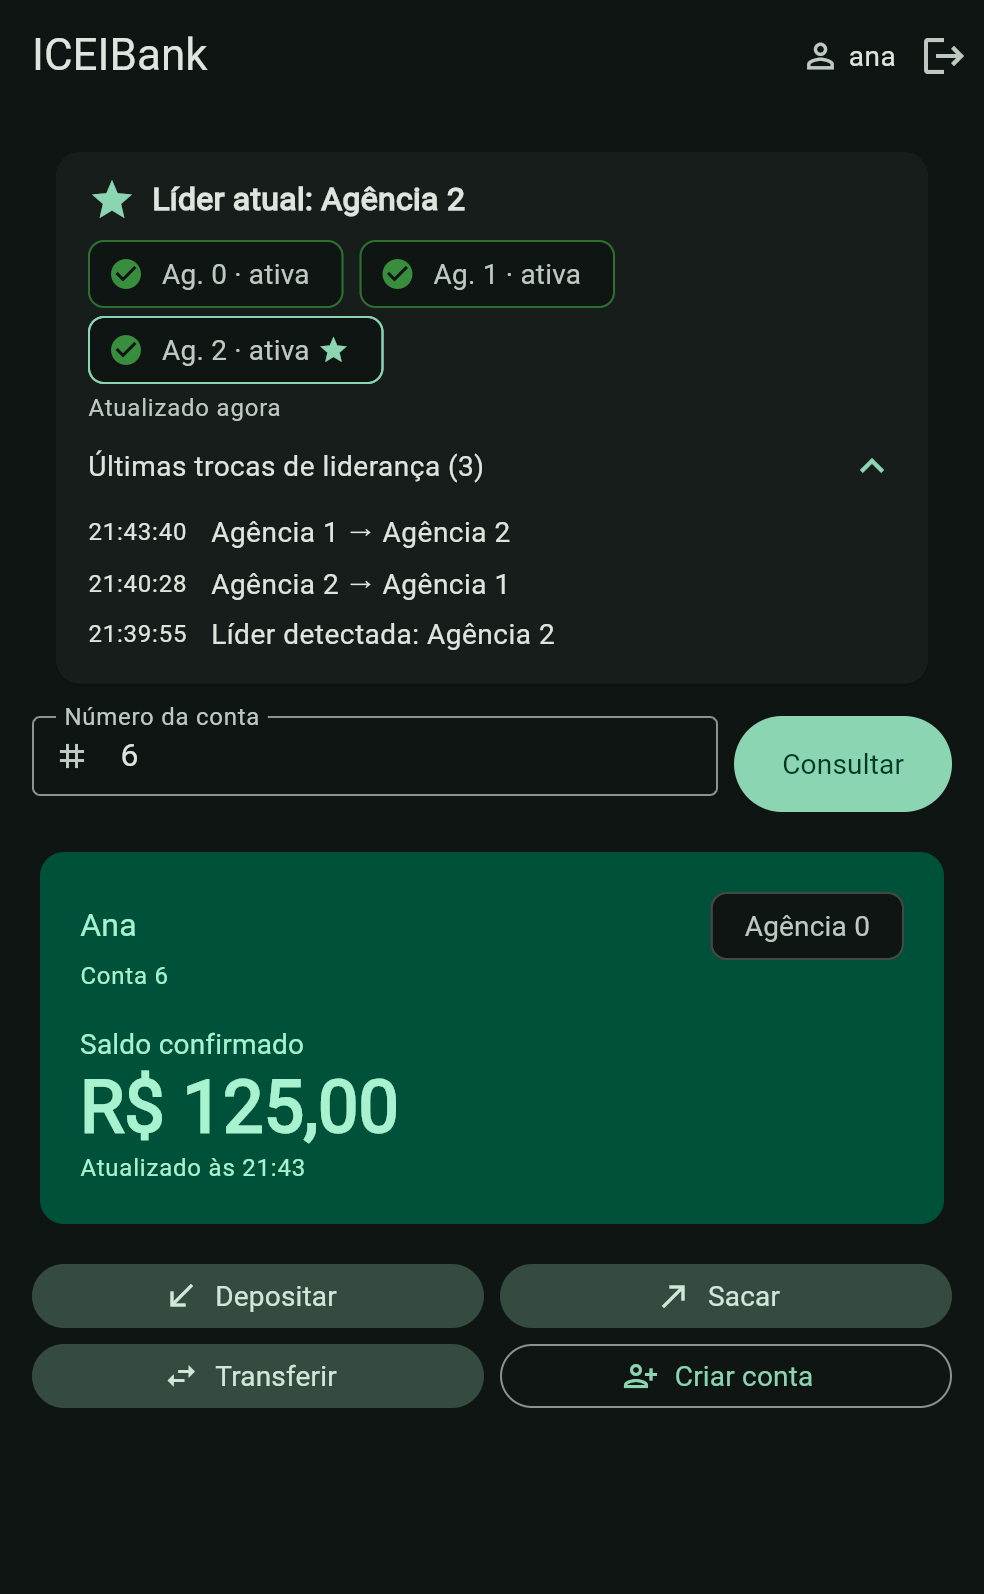 ICEIBank
ana
Líder atual: Agência 2
Ag. 0 · ativa
Ag. 1 · ativa
Ag. 2 · ativa
Atualizado agora
Últimas trocas de liderança (3)
21:43:40 Agência 1 → Agência 2
21:40:28 Agência 2 → Agência 1
21:39:55 Líder detectada: Agência 2
Número da conta
# 6
Consultar
Ana
Agência 0
Conta 6
Saldo confirmado
R$ 125,00
Atualizado às 21:43
Depositar
Sacar
Transferir
Criar conta